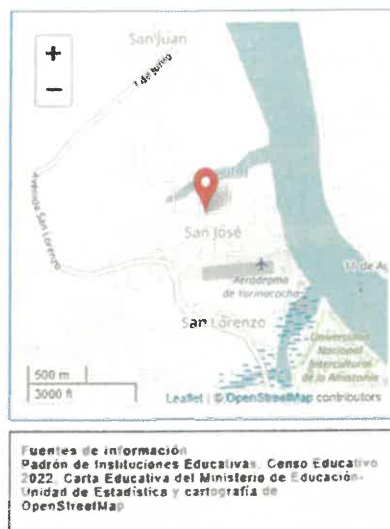 San Juan
+
1 de junio
−
Avenida San Lorenzo
San José
Aeródromo
de Yarinacocha
San Lorenzo
Universidad
Nacional
Intercultural
de la Amazonia
500 m
3000 ft
Leaflet | © OpenStreetMap contributors
Fuentes de información
Padrón de Instituciones Educativas. Censo Educativo
2022, Carta Educativa del Ministerio de Educación-
Unidad de Estadística y cartografía de
OpenStreetMap